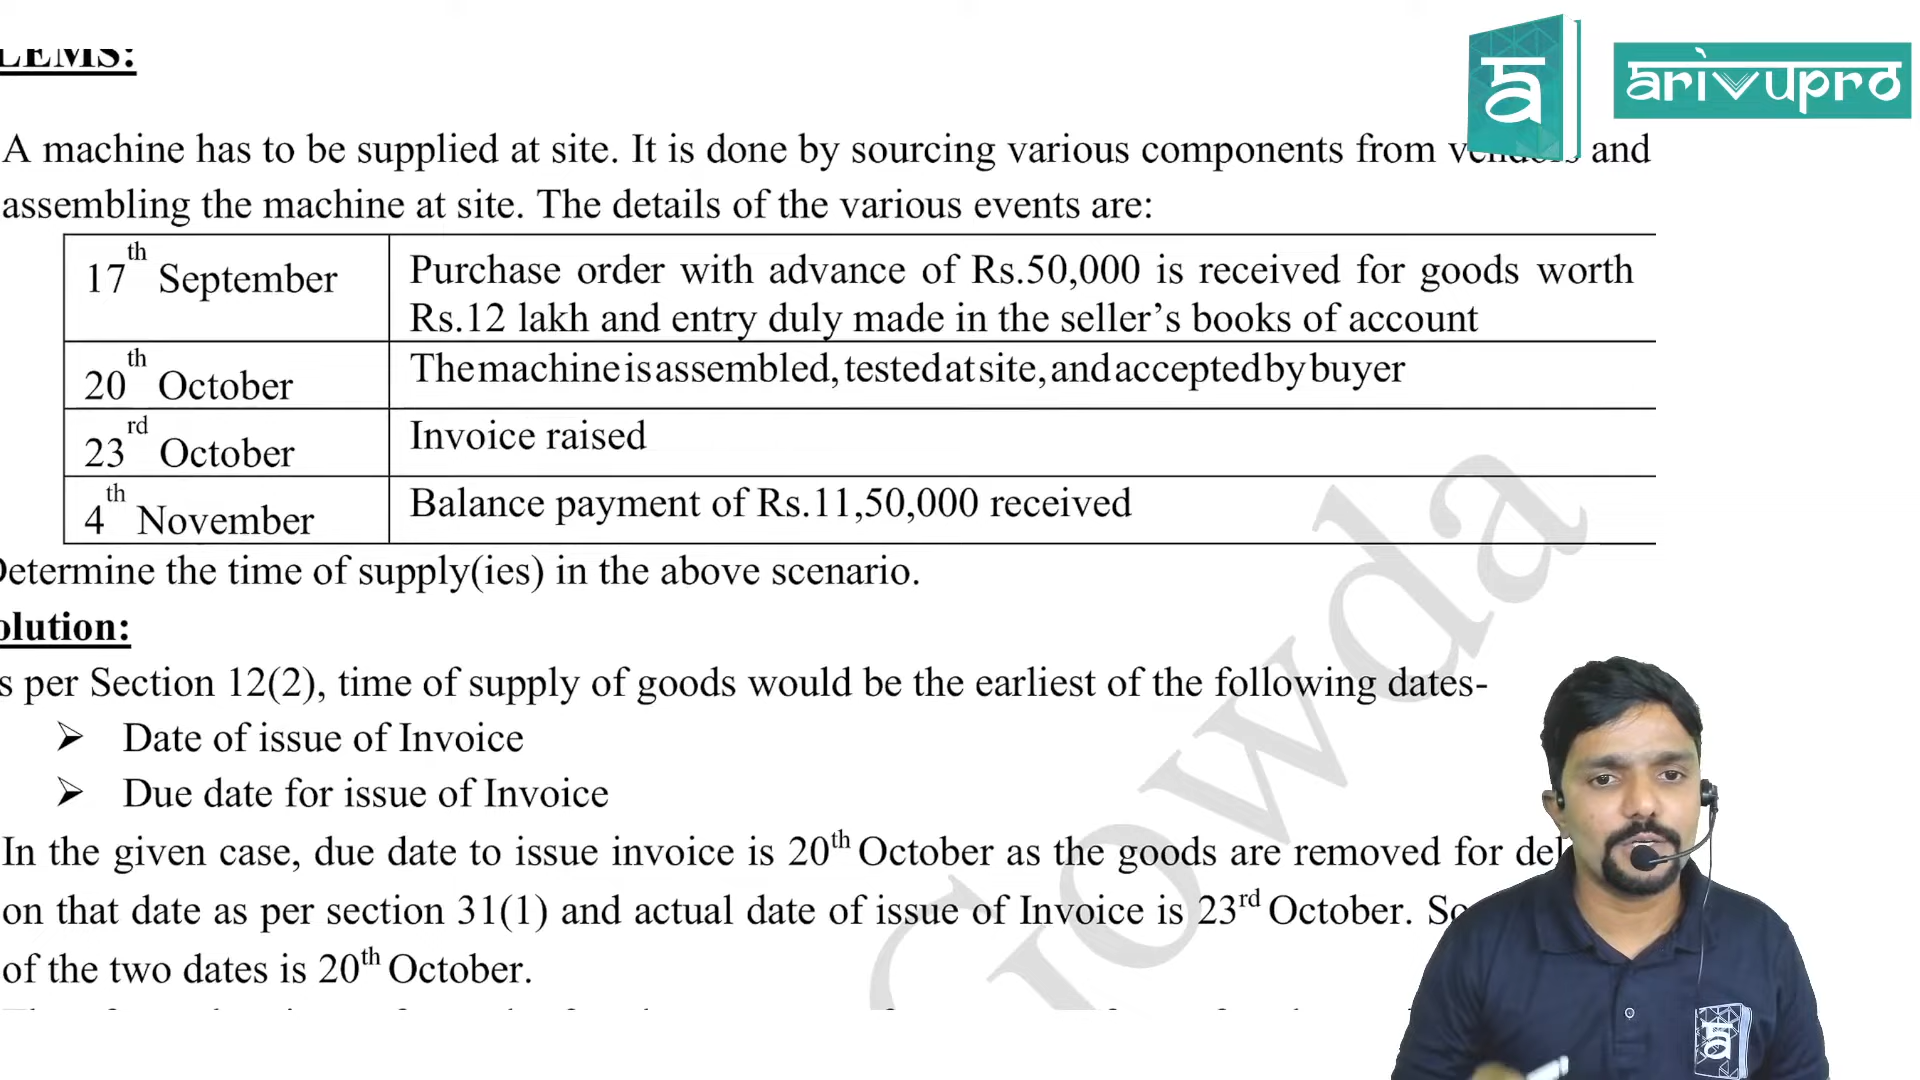 LEMS:
arivupro
A machine has to be supplied at site. It is done by sourcing various components from vendors and
assembling the machine at site. The details of the various events are:
17th September Purchase order with advance of Rs.50,000 is received for goods worth
Rs.12 lakh and entry duly made in the seller’s books of account
20th October The machine is assembled, tested at site, and accepted by buyer
23rd October Invoice raised
4th November Balance payment of Rs.11,50,000 received
Determine the time of supply(ies) in the above scenario.
olution:
s per Section 12(2), time of supply of goods would be the earliest of the following dates-
➢ Date of issue of Invoice
➢ Due date for issue of Invoice
In the given case, due date to issue invoice is 20th October as the goods are removed for del
on that date as per section 31(1) and actual date of issue of Invoice is 23rd October. So
of the two dates is 20th October.
Gowda